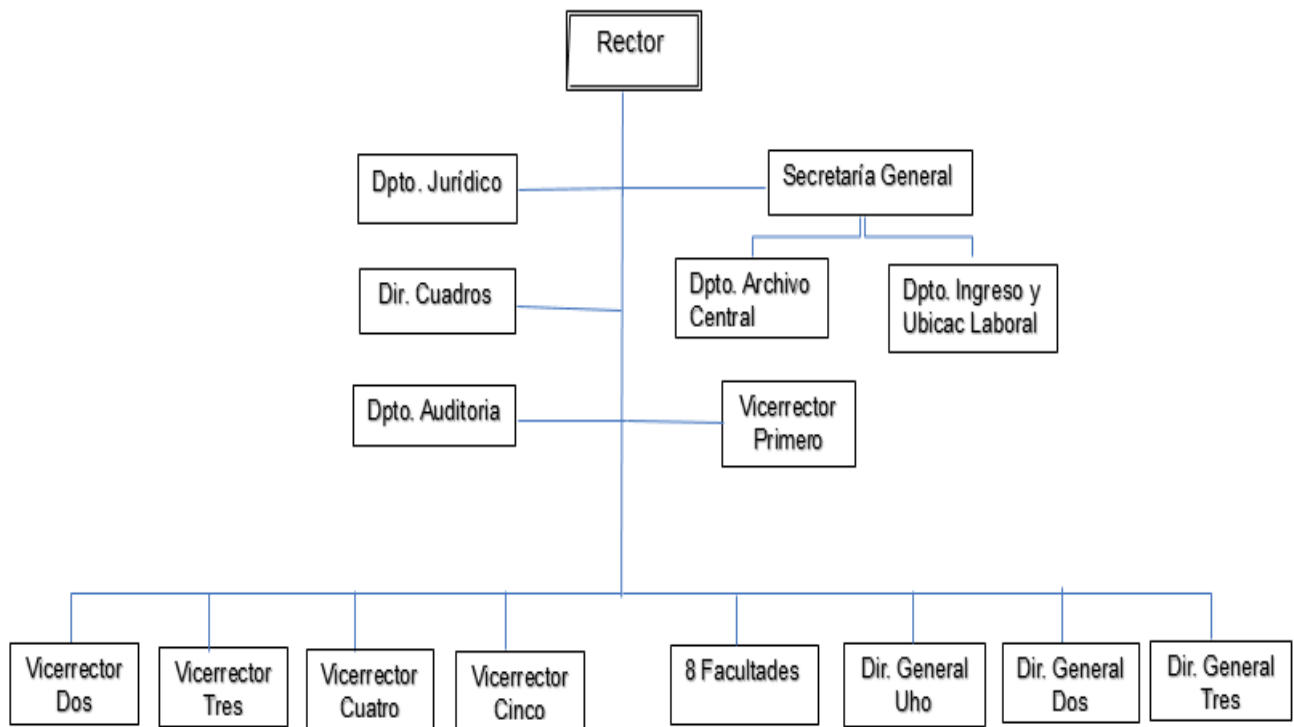 Rector
Dpto. Jurídico
Secretaría General
Dir. Cuadros
Dpto. Archivo
Central
Dpto. Ingreso y
Ubicac Laboral
Dpto. Auditoria
Vicerrector
Primero
Vicerrector
Dos
Vicerrector
Tres
Vicerrector
Cuatro
Vicerrector
Cinco
8 Facultades
Dir. General
Uho
Dir. General
Dos
Dir. General
Tres